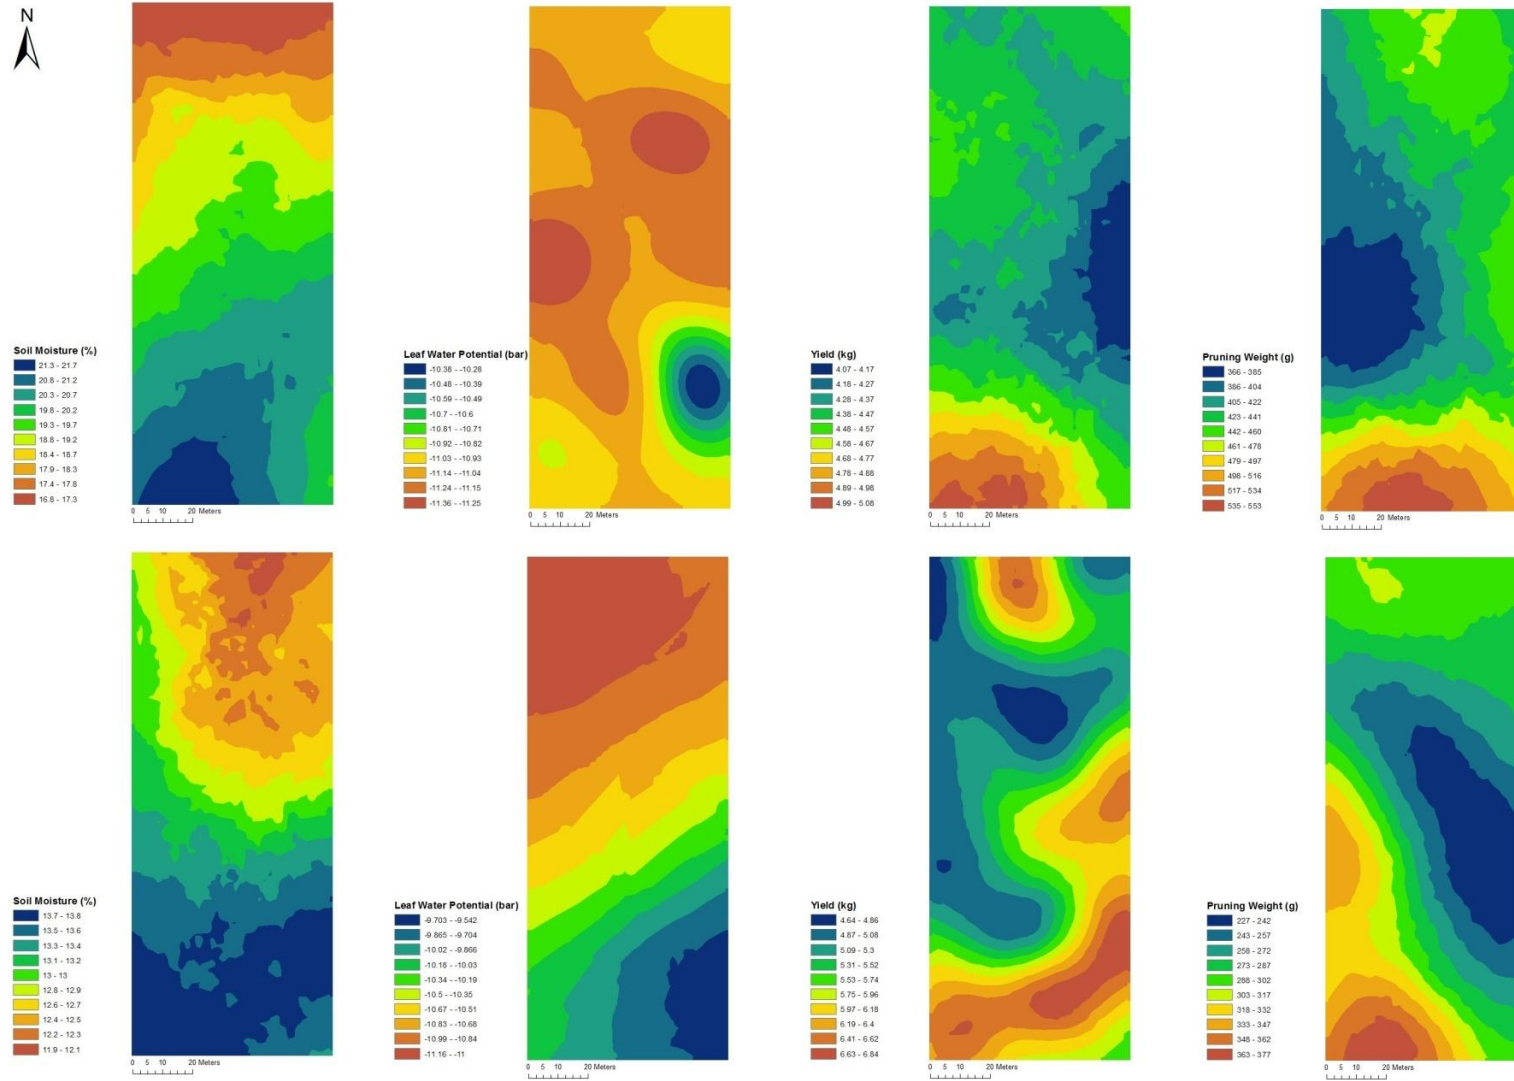 N
Soil Moisture (%)
21.3 - 21.7
20.8 - 21.2
20.3 - 20.7
19.8 - 20.2
19.3 - 19.7
18.8 - 19.2
18.4 - 18.7
17.9 - 18.3
17.4 - 17.8
16.8 - 17.3
0 5 10 20 Meters
Leaf Water Potential (bar)
-10.38 - -10.28
-10.48 - -10.39
-10.59 - -10.49
-10.7 - -10.6
-10.81 - -10.71
-10.92 - -10.82
-11.03 - -10.93
-11.14 - -11.04
-11.24 - -11.15
-11.36 - -11.25
0 5 10 20 Meters
Yield (kg)
4.07 - 4.17
4.18 - 4.27
4.28 - 4.37
4.38 - 4.47
4.48 - 4.57
4.58 - 4.67
4.68 - 4.77
4.78 - 4.88
4.89 - 4.98
4.99 - 5.08
0 5 10 20 Meters
Pruning Weight (g)
366 - 385
386 - 404
405 - 422
423 - 441
442 - 460
461 - 478
479 - 497
498 - 516
517 - 534
535 - 553
0 5 10 20 Meters
Soil Moisture (%)
13.7 - 13.8
13.5 - 13.6
13.3 - 13.4
13.1 - 13.2
13 - 13
12.8 - 12.9
12.6 - 12.7
12.4 - 12.5
12.2 - 12.3
11.9 - 12.1
0 5 10 20 Meters
Leaf Water Potential (bar)
-9.703 - -9.542
-9.865 - -9.704
-10.02 - -9.866
-10.18 - -10.03
-10.34 - -10.19
-10.5 - -10.35
-10.67 - -10.51
-10.83 - -10.68
-10.99 - -10.84
-11.16 - -11
0 5 10 20 Meters
Yield (kg)
4.64 - 4.86
4.87 - 5.08
5.09 - 5.3
5.31 - 5.52
5.53 - 5.74
5.75 - 5.96
5.97 - 6.18
6.19 - 6.4
6.41 - 6.62
6.63 - 6.84
0 5 10 20 Meters
Pruning Weight (g)
227 - 242
243 - 257
258 - 272
273 - 287
288 - 302
303 - 317
318 - 332
333 - 347
348 - 362
363 - 377
0 5 10 20 Meters